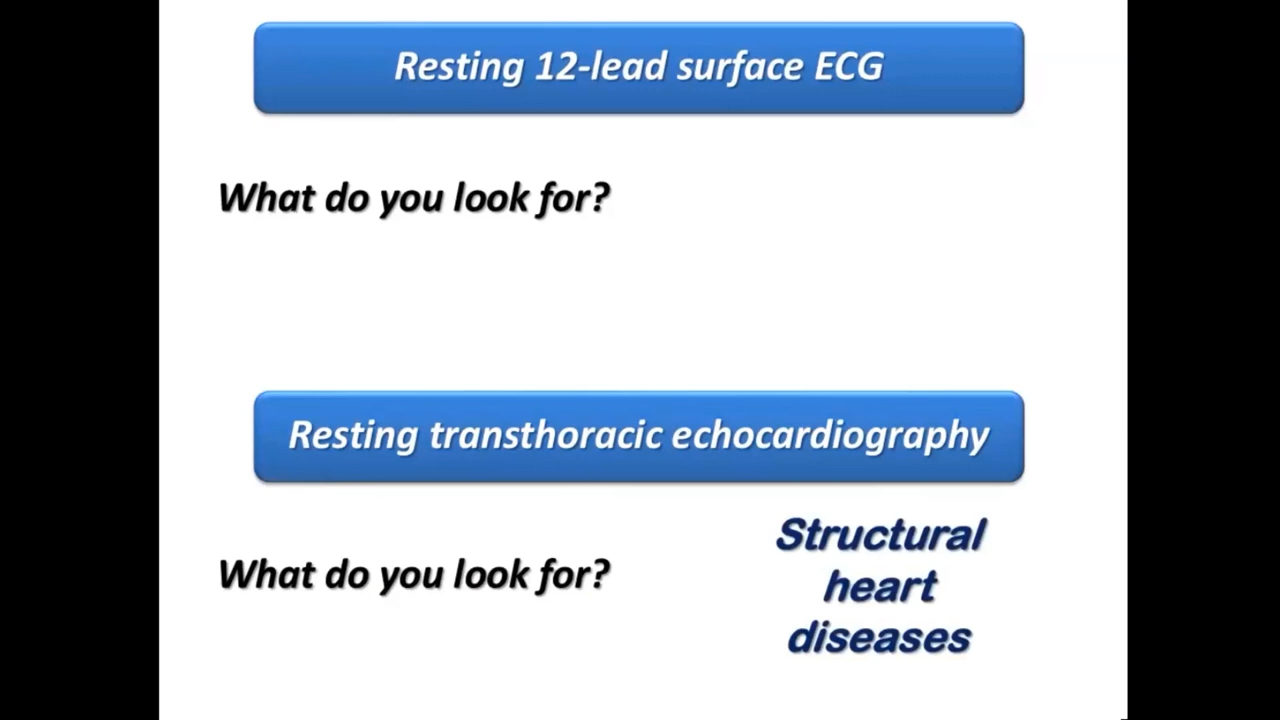 Resting 12-lead surface ECG
What do you look for?
Resting transthoracic echocardiography
What do you look for?
Structural
heart
diseases